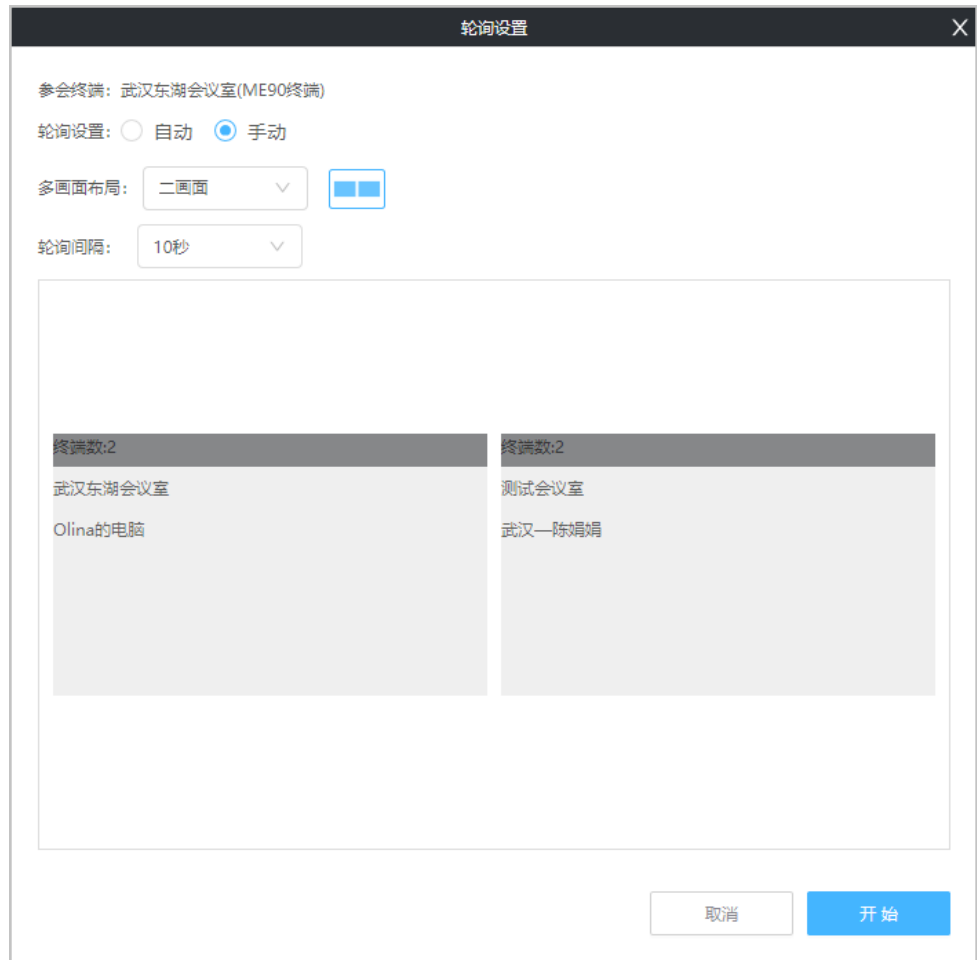 轮询设置 X
参会终端：武汉东湖会议室(ME90终端)
轮询设置： 自动 手动
多画面布局： 二画面
轮询间隔： 10秒
终端数:2 终端数:2
武汉东湖会议室 测试会议室
Olina的电脑 武汉—陈娟娟
取消 开始